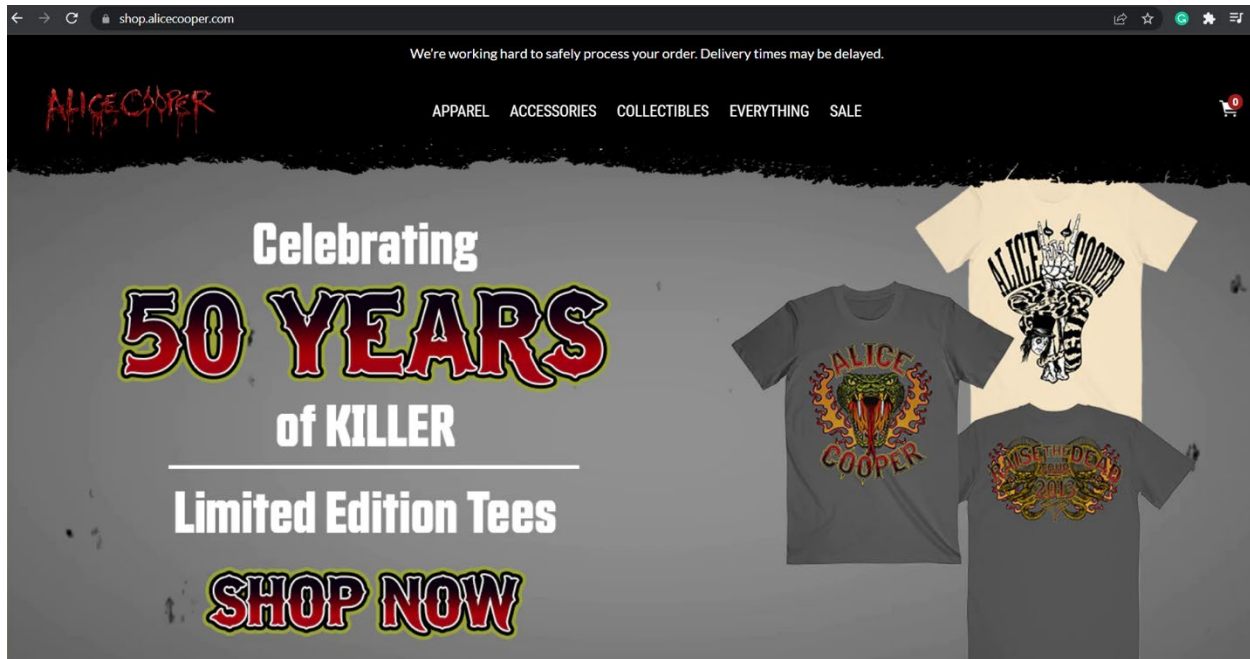 shop.alicecooper.com
We're working hard to safely process your order. Delivery times may be delayed.
ALICE COOPER
APPAREL ACCESSORIES COLLECTIBLES EVERYTHING SALE
0
Celebrating
50 YEARS
of KILLER
Limited Edition Tees
SHOP NOW
ALICE COOPER
ALICE
COOPER
RAISE THE DEAD
TOUR
2013